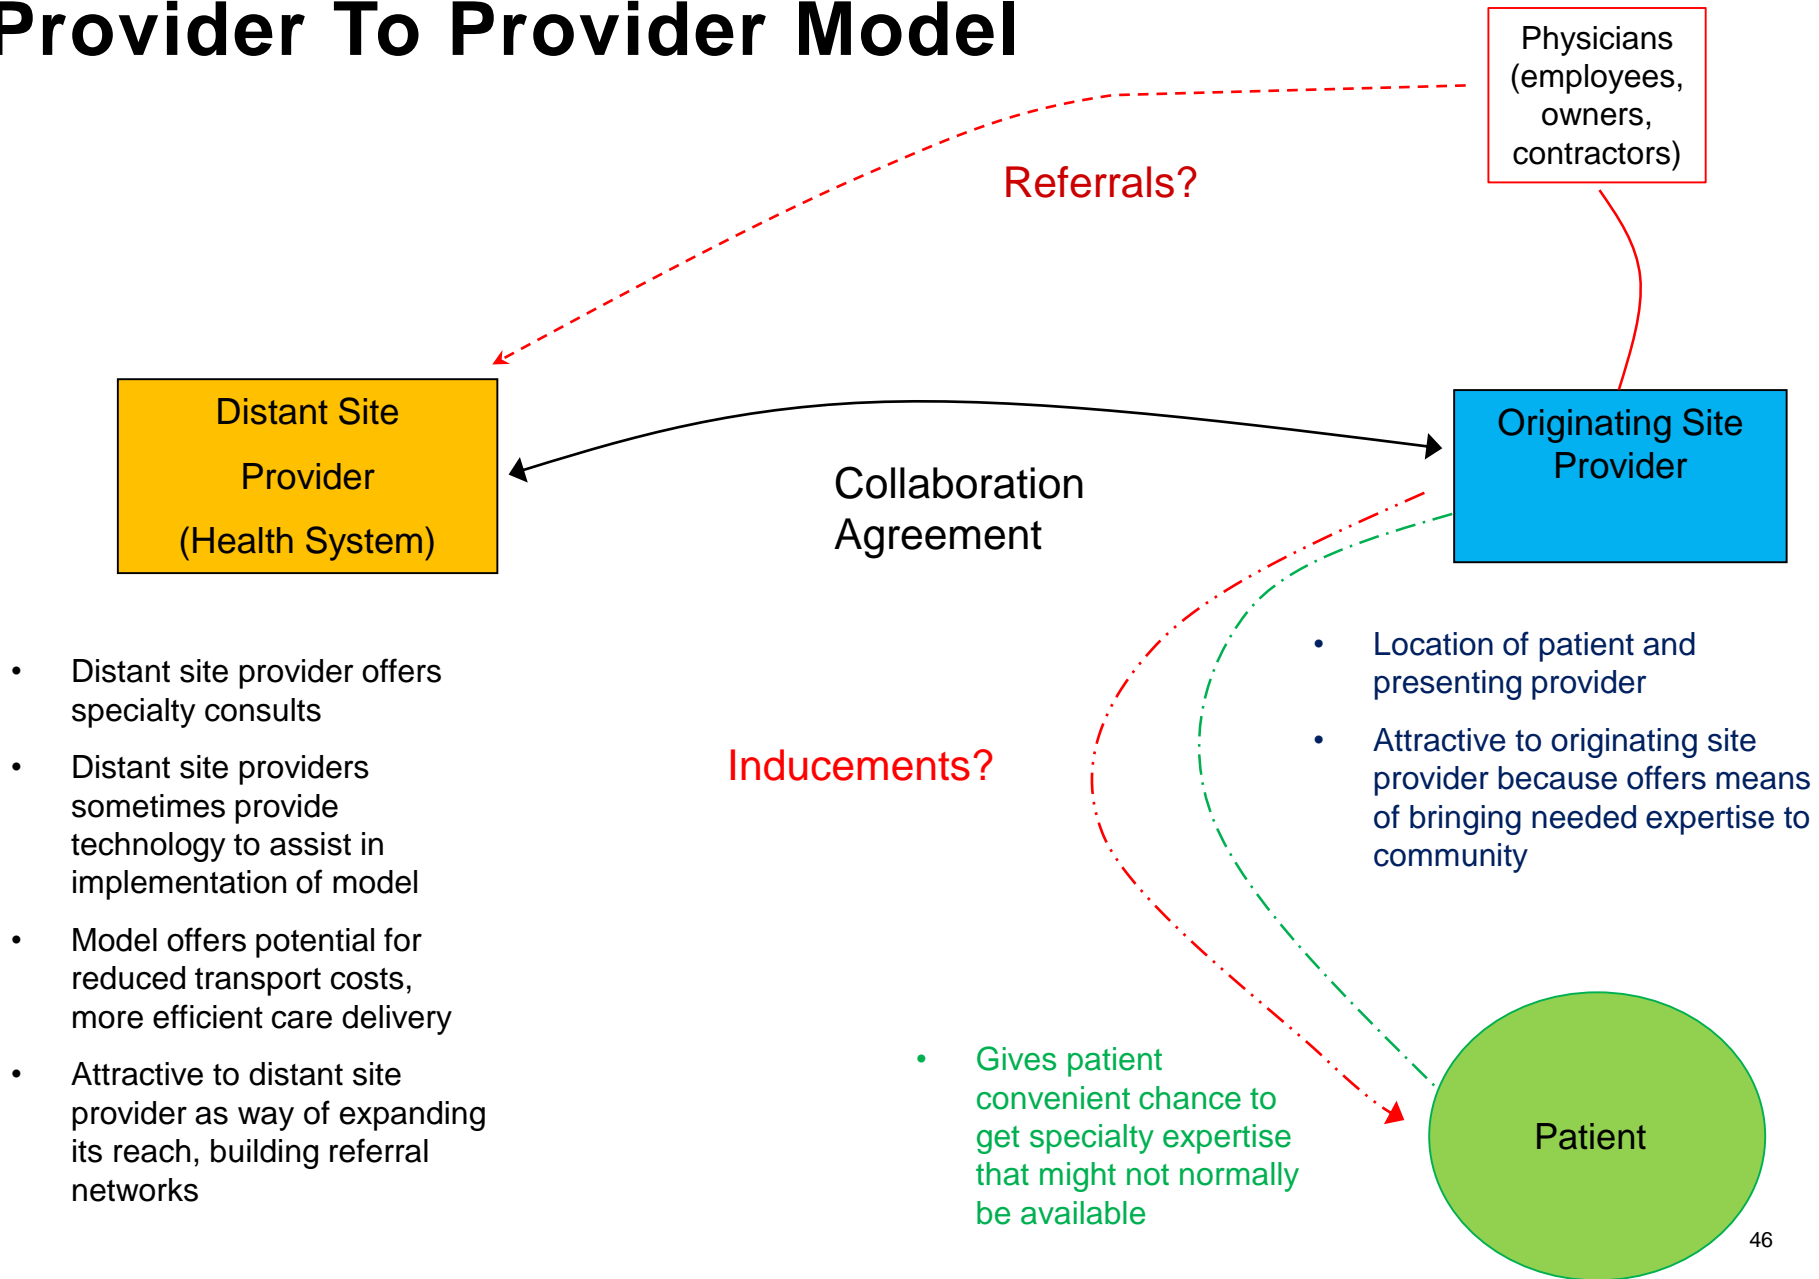 Provider To Provider Model
Physicians
(employees,
owners,
contractors)
Referrals?
Distant Site
Provider
(Health System)
Originating Site
Provider
Collaboration
Agreement
• Distant site provider offers
specialty consults
• Distant site providers
sometimes provide
technology to assist in
implementation of model
• Model offers potential for
reduced transport costs,
more efficient care delivery
• Attractive to distant site
provider as way of expanding
its reach, building referral
networks
Inducements?
• Location of patient and
presenting provider
• Attractive to originating site
provider because offers means
of bringing needed expertise to
community
• Gives patient
convenient chance to
get specialty expertise
that might not normally
be available
Patient
46